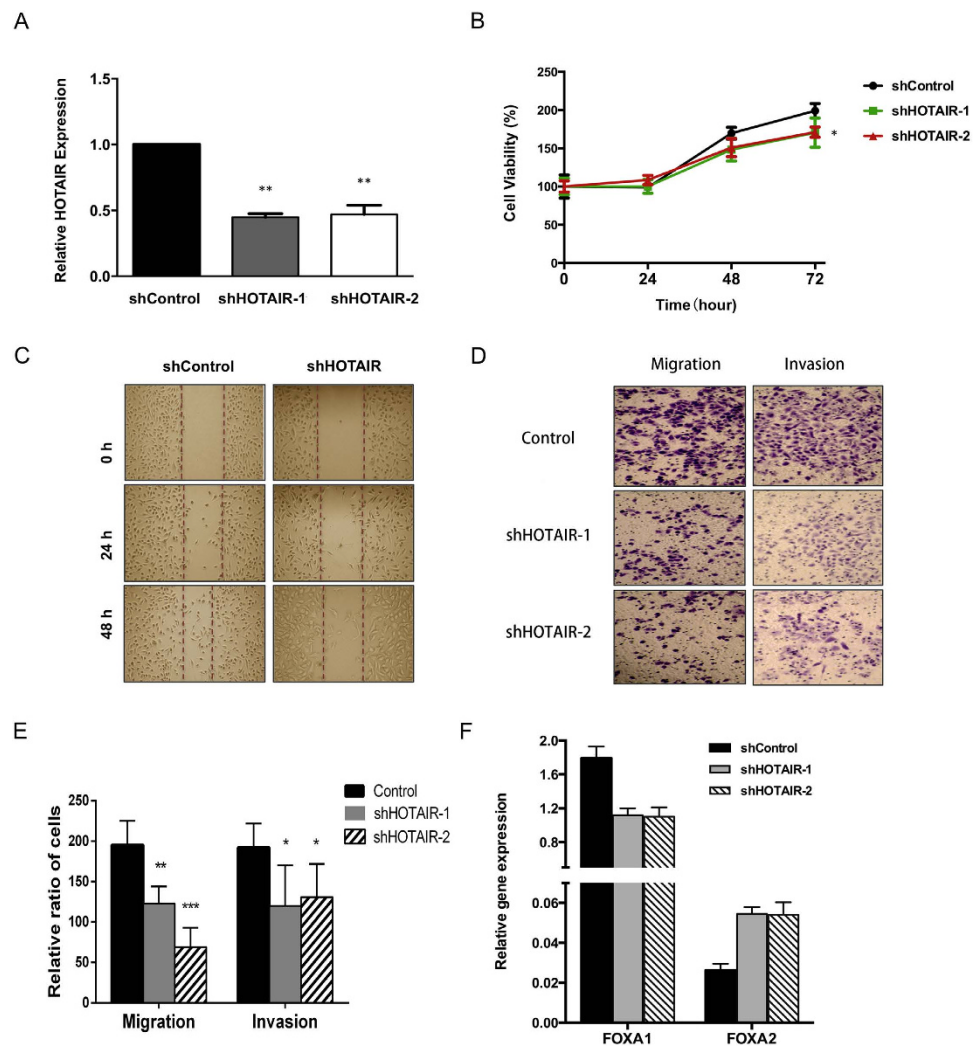 A
Relative HOTAIR Expression
1.5
1.0
0.5
0.0
**
**
shControl
shHOTAIR-1
shHOTAIR-2
B
Cell Viability (%)
250
200
150
100
50
0
0
24
48
72
Time(hour)
*
shControl
shHOTAIR-1
shHOTAIR-2
C
shControl
shHOTAIR
0 h
24 h
48 h
D
Migration
Invasion
Control
shHOTAIR-1
shHOTAIR-2
E
Relative ratio of cells
250
200
150
100
50
0
**
***
*
*
Migration
Invasion
Control
shHOTAIR-1
shHOTAIR-2
F
Relative gene expression
2.0
1.6
1.2
0.8
0.06
0.04
0.02
0.00
FOXA1
FOXA2
shControl
shHOTAIR-1
shHOTAIR-2